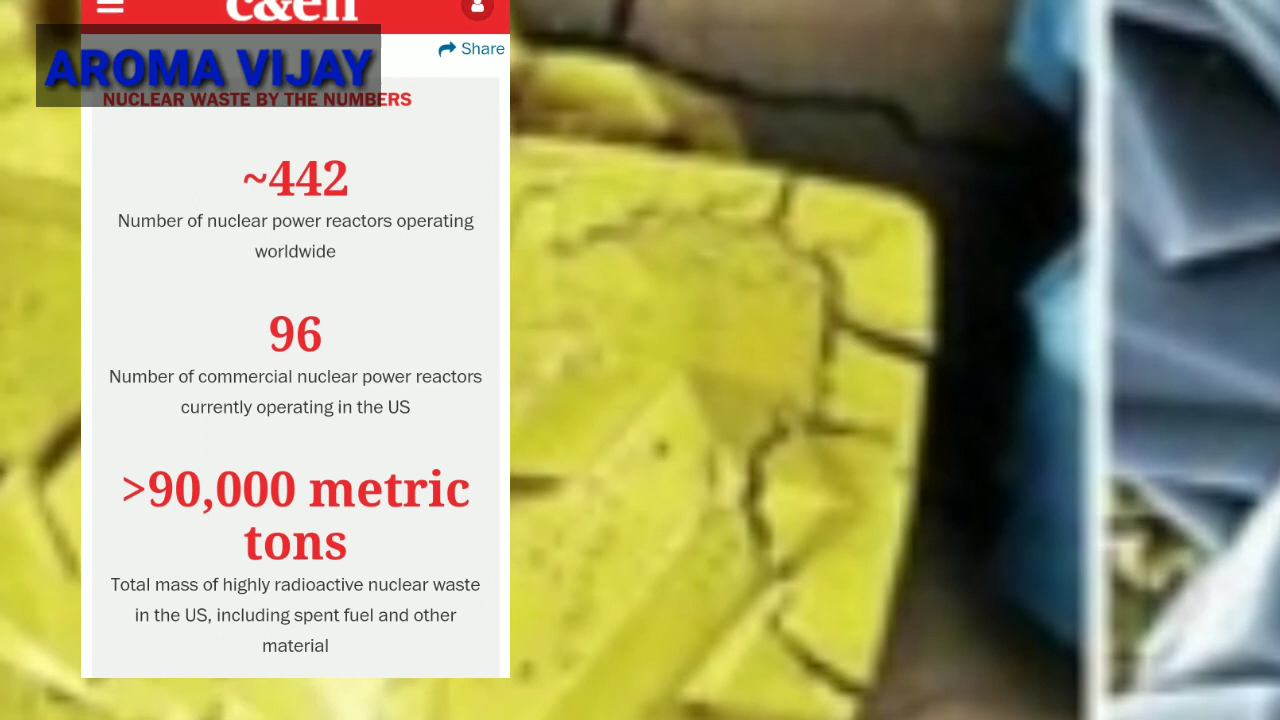 c&en
AROMA VIJAY
Share
NUCLEAR WASTE BY THE NUMBERS
~442
Number of nuclear power reactors operating
worldwide
96
Number of commercial nuclear power reactors
currently operating in the US
>90,000 metric
tons
Total mass of highly radioactive nuclear waste
in the US, including spent fuel and other
material